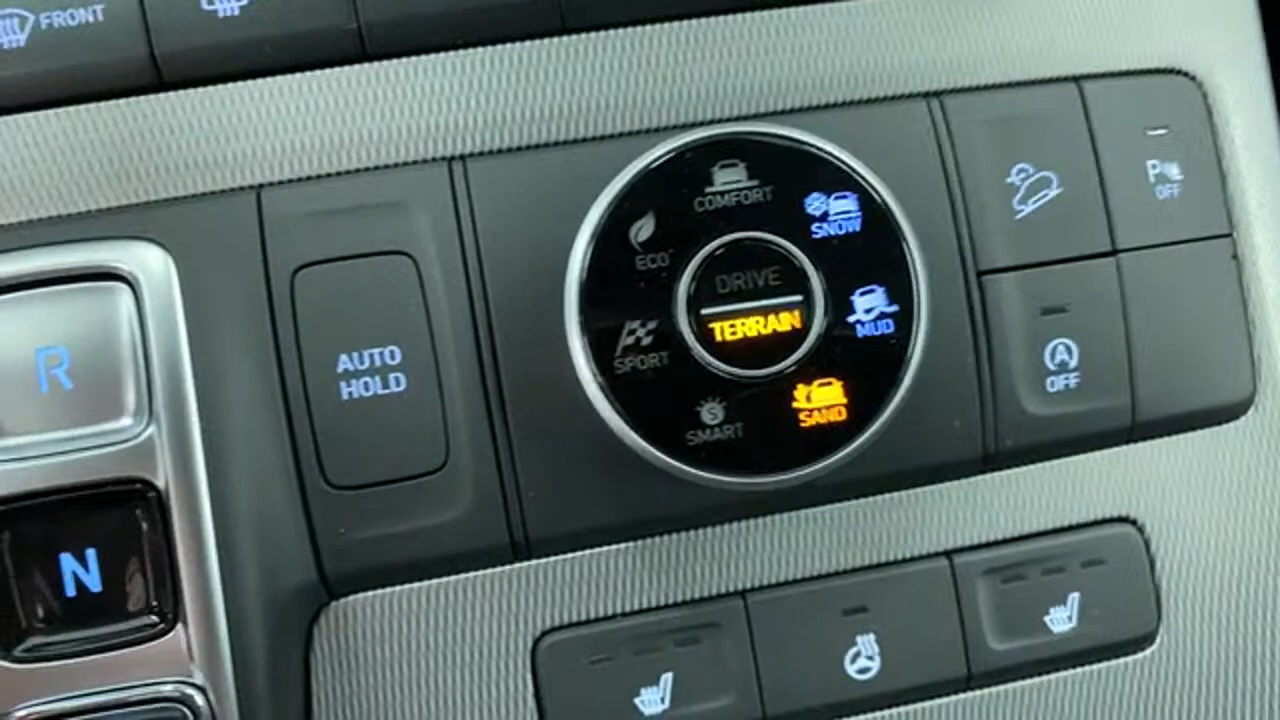 FRONT
COMFORT
SNOW
ECO
DRIVE
TERRAIN
MUD
SPORT
SAND
SMART
S
AUTO
HOLD
R
N
P
OFF
A
OFF